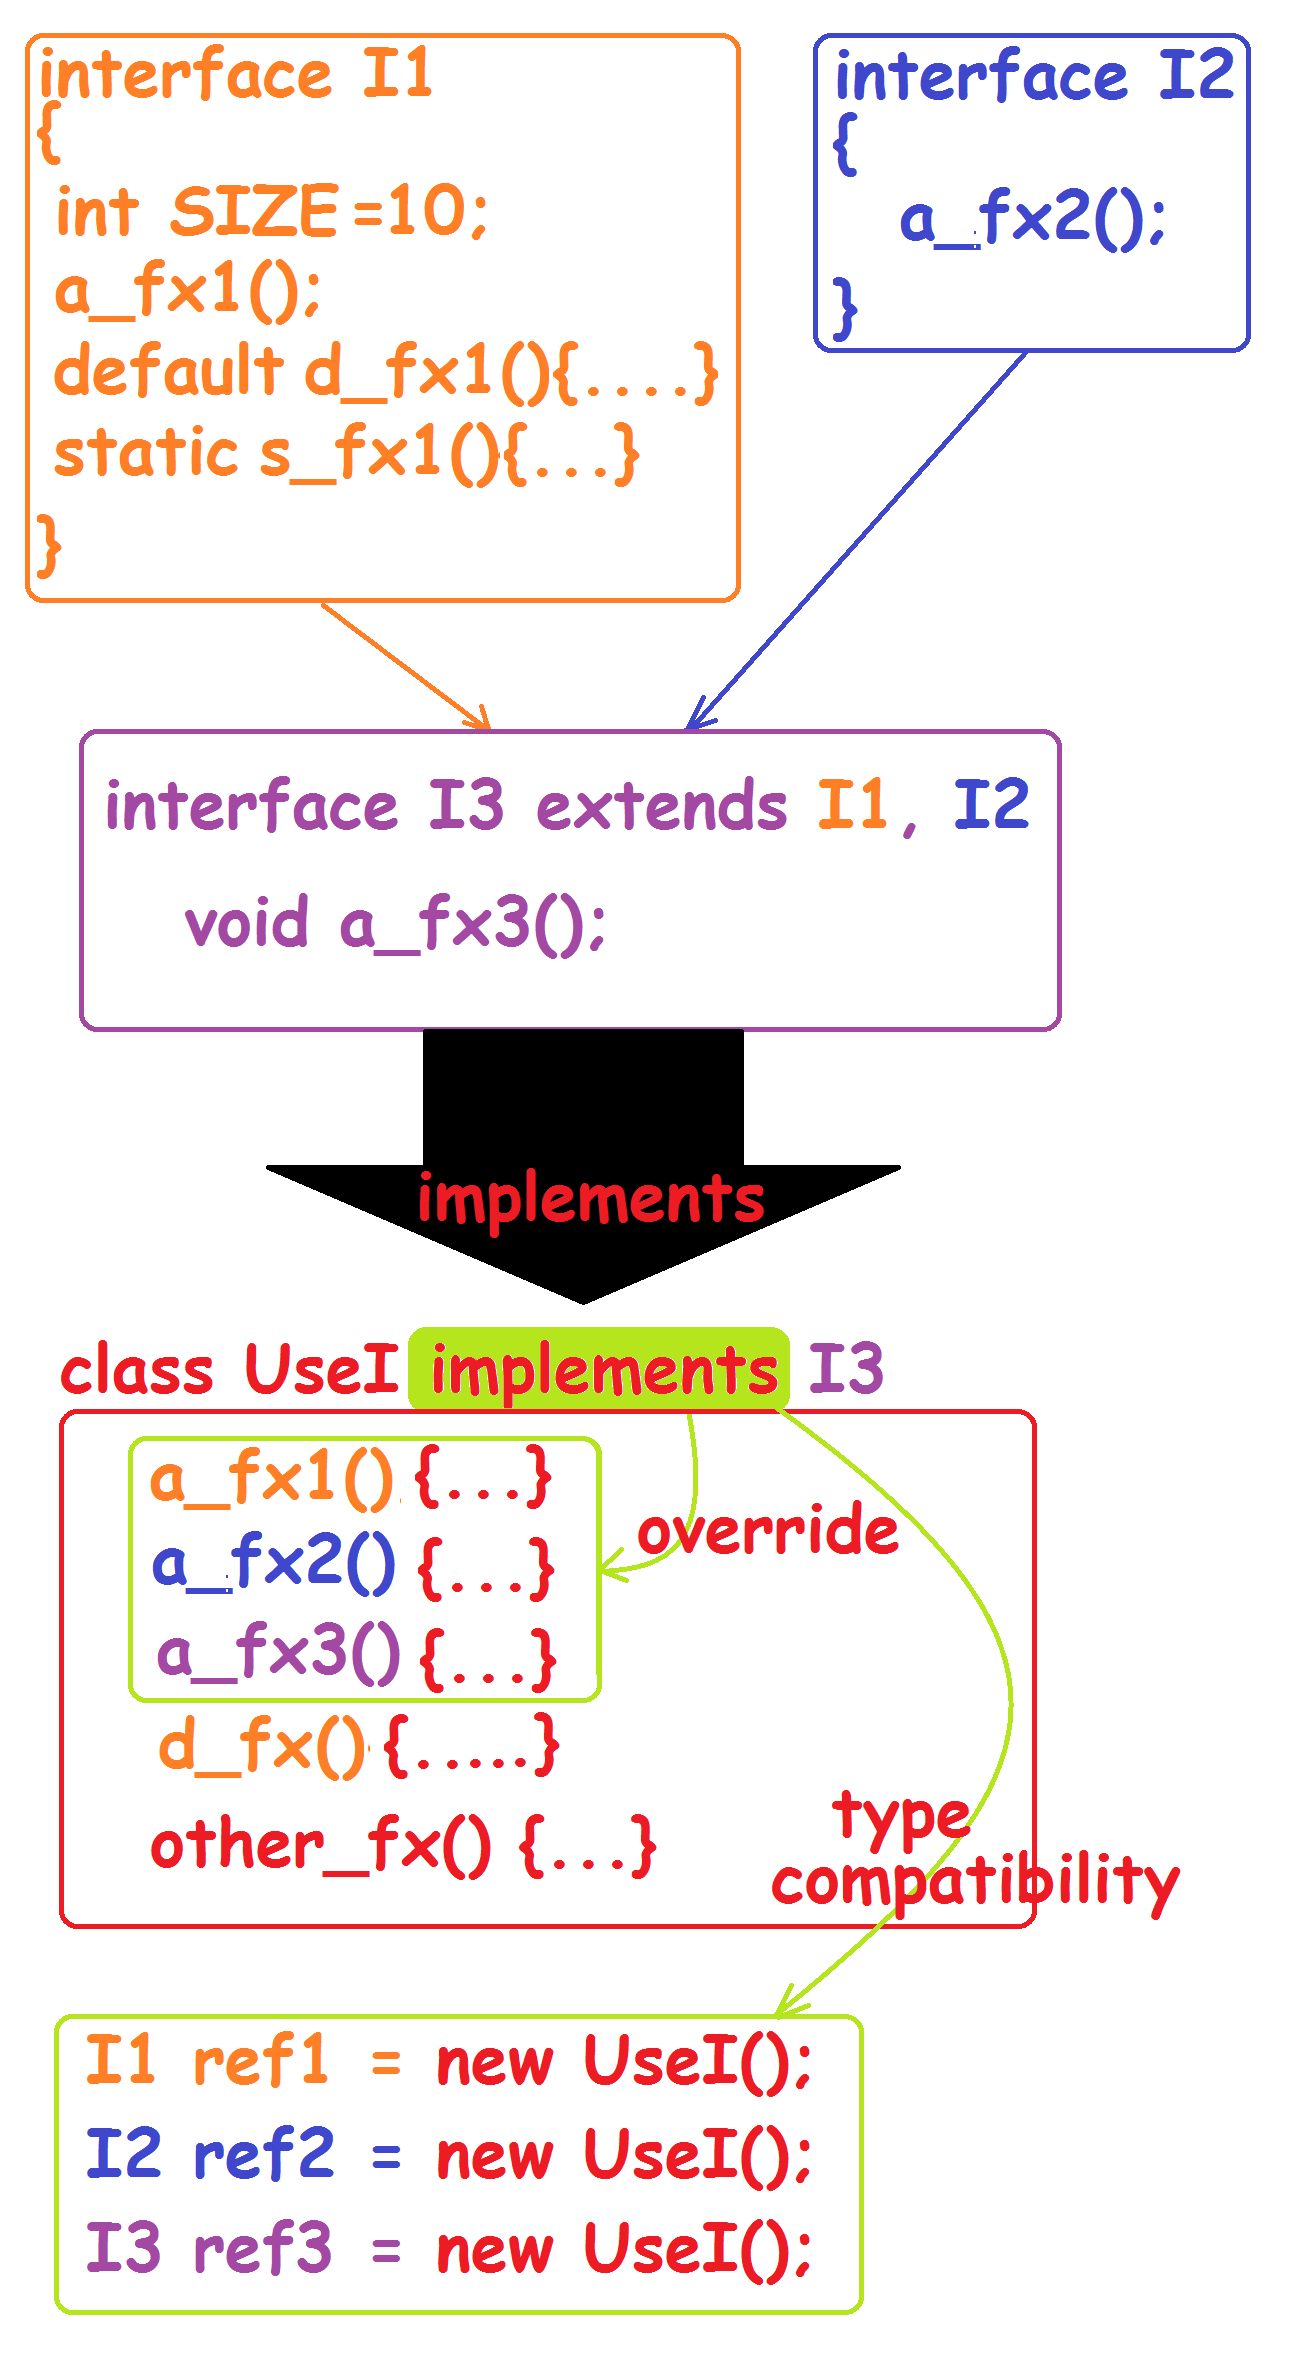 interface I1
{
int SIZE =10;
a_fx1();
default d_fx1(){....}
static s_fx1(){...}
}
interface I2
{
a_fx2();
}
interface I3 extends I1, I2
void a_fx3();
implements
class UseI implements I3
a_fx1() {...}
a_fx2() {...}
a_fx3() {...}
override
d_fx() {.....}
other_fx() {...}
type
compatibility
I1 ref1 = new UseI();
I2 ref2 = new UseI();
I3 ref3 = new UseI();